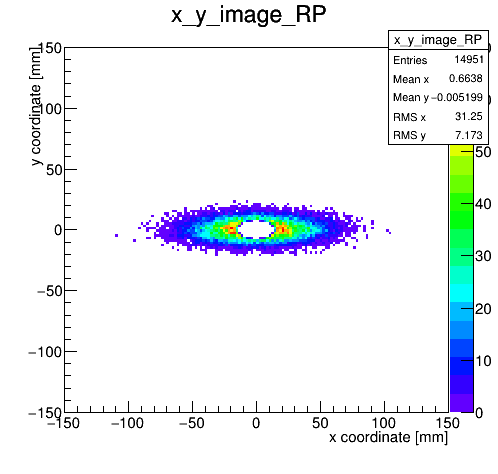 x_y_image_RP
x_y_image_RP
Entries 14951
Mean x 0.6638
Mean y −0.005199
RMS x 31.25
RMS y 7.173
y coordinate [mm]
150
100
50
0
−50
−100
−150
−150 −100 −50 0 50 100 150
x coordinate [mm]
50
40
30
20
10
0